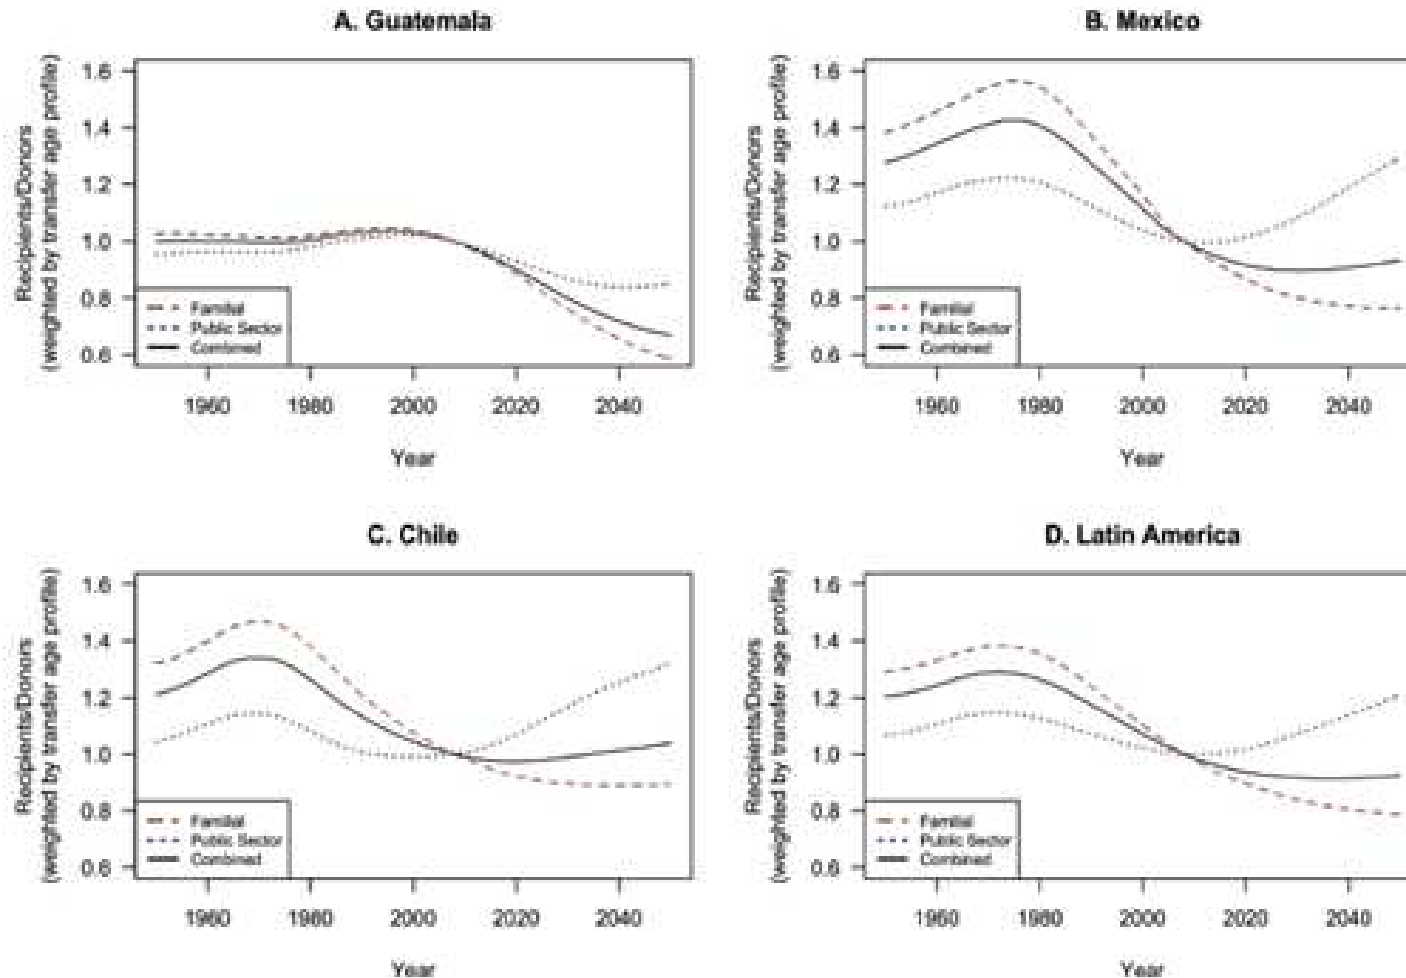 A. Guatemala
Recipients/Donors
(weighted by transfer age profile)
1.6
1.4
1.2
1.0
0.8
0.6
Familial
Public Sector
Combined
1960 1980 2000 2020 2040
Year
B. Mexico
Recipients/Donors
(weighted by transfer age profile)
1.6
1.4
1.2
1.0
0.8
0.6
Familial
Public Sector
Combined
1960 1980 2000 2020 2040
Year
C. Chile
Recipients/Donors
(weighted by transfer age profile)
1.6
1.4
1.2
1.0
0.8
0.6
Familial
Public Sector
Combined
1960 1980 2000 2020 2040
Year
D. Latin America
Recipients/Donors
(weighted by transfer age profile)
1.6
1.4
1.2
1.0
0.8
0.6
Familial
Public Sector
Combined
1960 1980 2000 2020 2040
Year